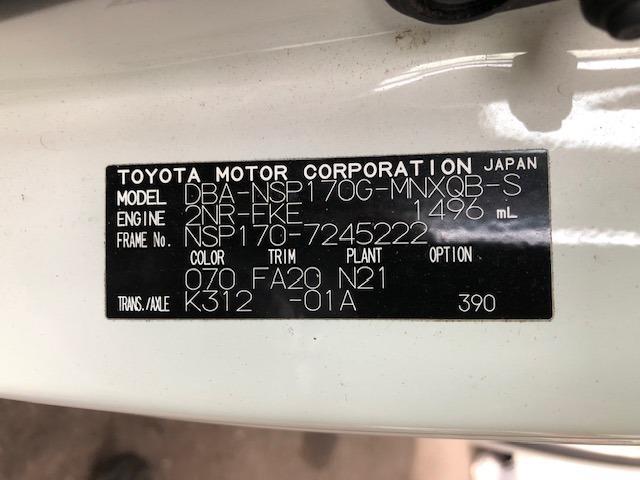 TOYOTA MOTOR CORPORATION JAPAN
MODEL DBA-NSP170G-MNXQB-S
ENGINE 2NR-FKE 1496 mL
FRAME NO. NSP170-7245222
COLOR TRIM PLANT OPTION
070 FA20 N21
TRANS./AXLE K312 -01A 390